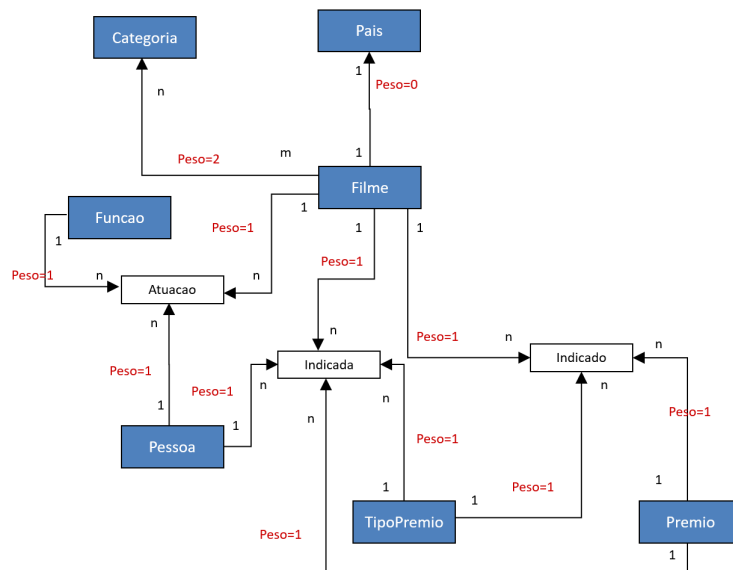 Categoria
Pais
1
Peso=0
n
Peso=2
m
1
Filme
Funcao
1
1
1
1
Peso=1
Peso=1
Peso=1
n
n
Atuacao
n
n
Peso=1
n
Indicada
Indicado
n
Peso=1
Peso=1
n
n
n
n
1
1
Peso=1
Pessoa
Peso=1
1
1
Peso=1
1
TipoPremio
Premio
Peso=1
1